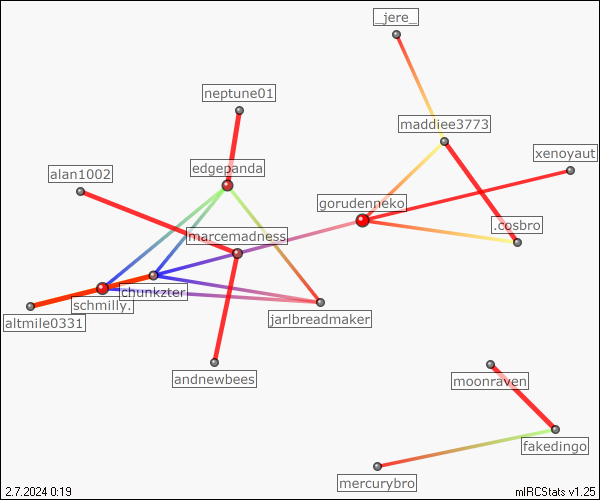 _jere_
neptune01
maddiee3773
xenoyaut
edgepanda
alan1002
gorudenneko
.cosbro
marcemadness
chunkzter
schmilly.
altmile0331
jarlbreadmaker
andnewbees
moonraven
fakedingo
mercurybro
2.7.2024 0:19
mIRCStats v1.25